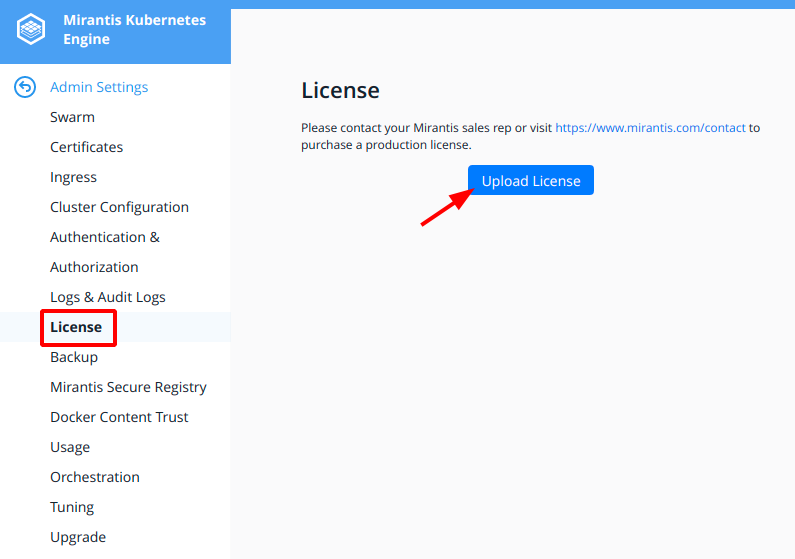 Mirantis Kubernetes
Engine
Admin Settings
Swarm
Certificates
Ingress
Cluster Configuration
Authentication &
Authorization
Logs & Audit Logs
License
Backup
Mirantis Secure Registry
Docker Content Trust
Usage
Orchestration
Tuning
Upgrade
License
Please contact your Mirantis sales rep or visit https://www.mirantis.com/contact to
purchase a production license.
Upload License